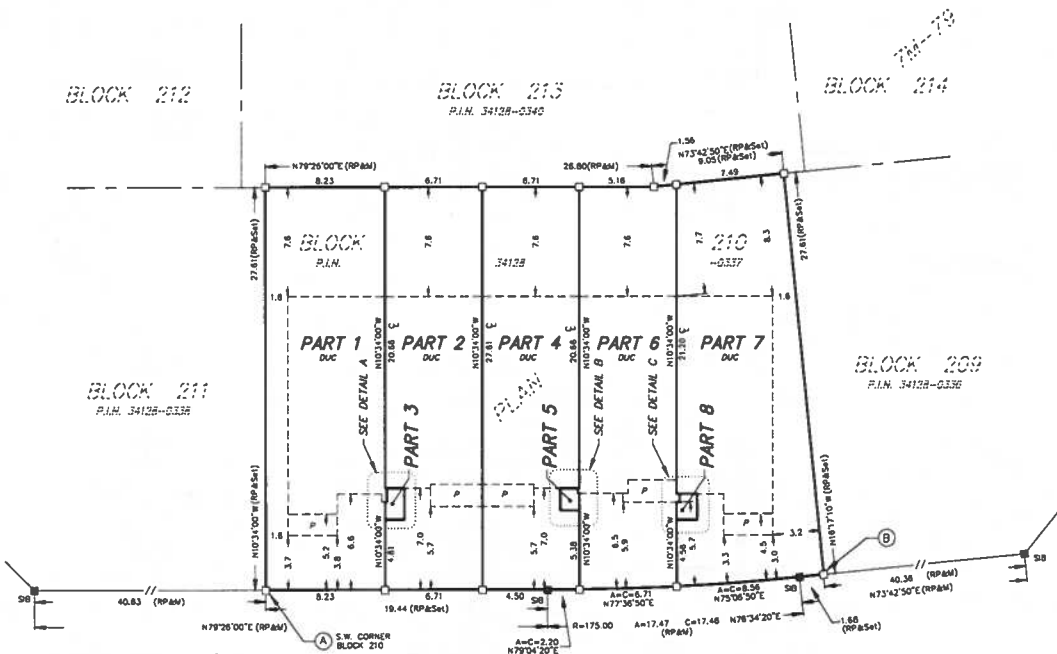 7M-79
BLOCK 212
BLOCK 213
P.I.N. 34128-0340
BLOCK 214
N79°26'00"E (RP&M)
26.80(RP&M)
1.56
N73°42'50"E(RP&Set)
9.05(RP&Set)
8.23
6.71
6.71
5.16
7.49
27.61(RP&Set)
7.6
7.6
7.6
7.6
7.7
8.3
27.61(RP&Set)
BLOCK
210
P.I.N.
34128
-0337
1.8
1.6
PART 1
DUC
N10°34'00"W
20.66
PART 2
DUC
27.61
PART 4
DUC
N10°34'00"W
20.66
PART 6
DUC
N10°34'00"W
21.20
PART 7
DUC
PLAN
BLOCK 211
P.I.N. 34128-0338
BLOCK 209
P.I.N. 34128-0336
SEE DETAIL A
SEE DETAIL B
SEE DETAIL C
PART 3
PART 5
PART 8
P
P
P
P
N10°34'00"W (RP&Set)
1.6
3.7
5.2
3.8
6.6
N10°34'00"W
4.81
7.0
5.7
5.7
7.0
5.38
N10°34'00"W
6.5
5.9
N10°34'00"W
4.56
5.7
3.3
4.5
3.0
3.2
N16°17'10"W (RP&Set)
B
SIB
40.63 (RP&M)
8.23
6.71
4.50
SIB
A=C=6.71
N77°36'50"E
A=C=8.56
N75°06'50"E
SIB
40.36 (RP&M)
N73°42'50"E
SIB
19.44 (RP&Set)
N79°26'00"E (RP&M)
A
S.W. CORNER
BLOCK 210
R=175.00
A=C=2.20
N79°04'20"E
A=17.47
(RP&M)
C=17.46
N76°34'20"E
1.68
(RP&Set)